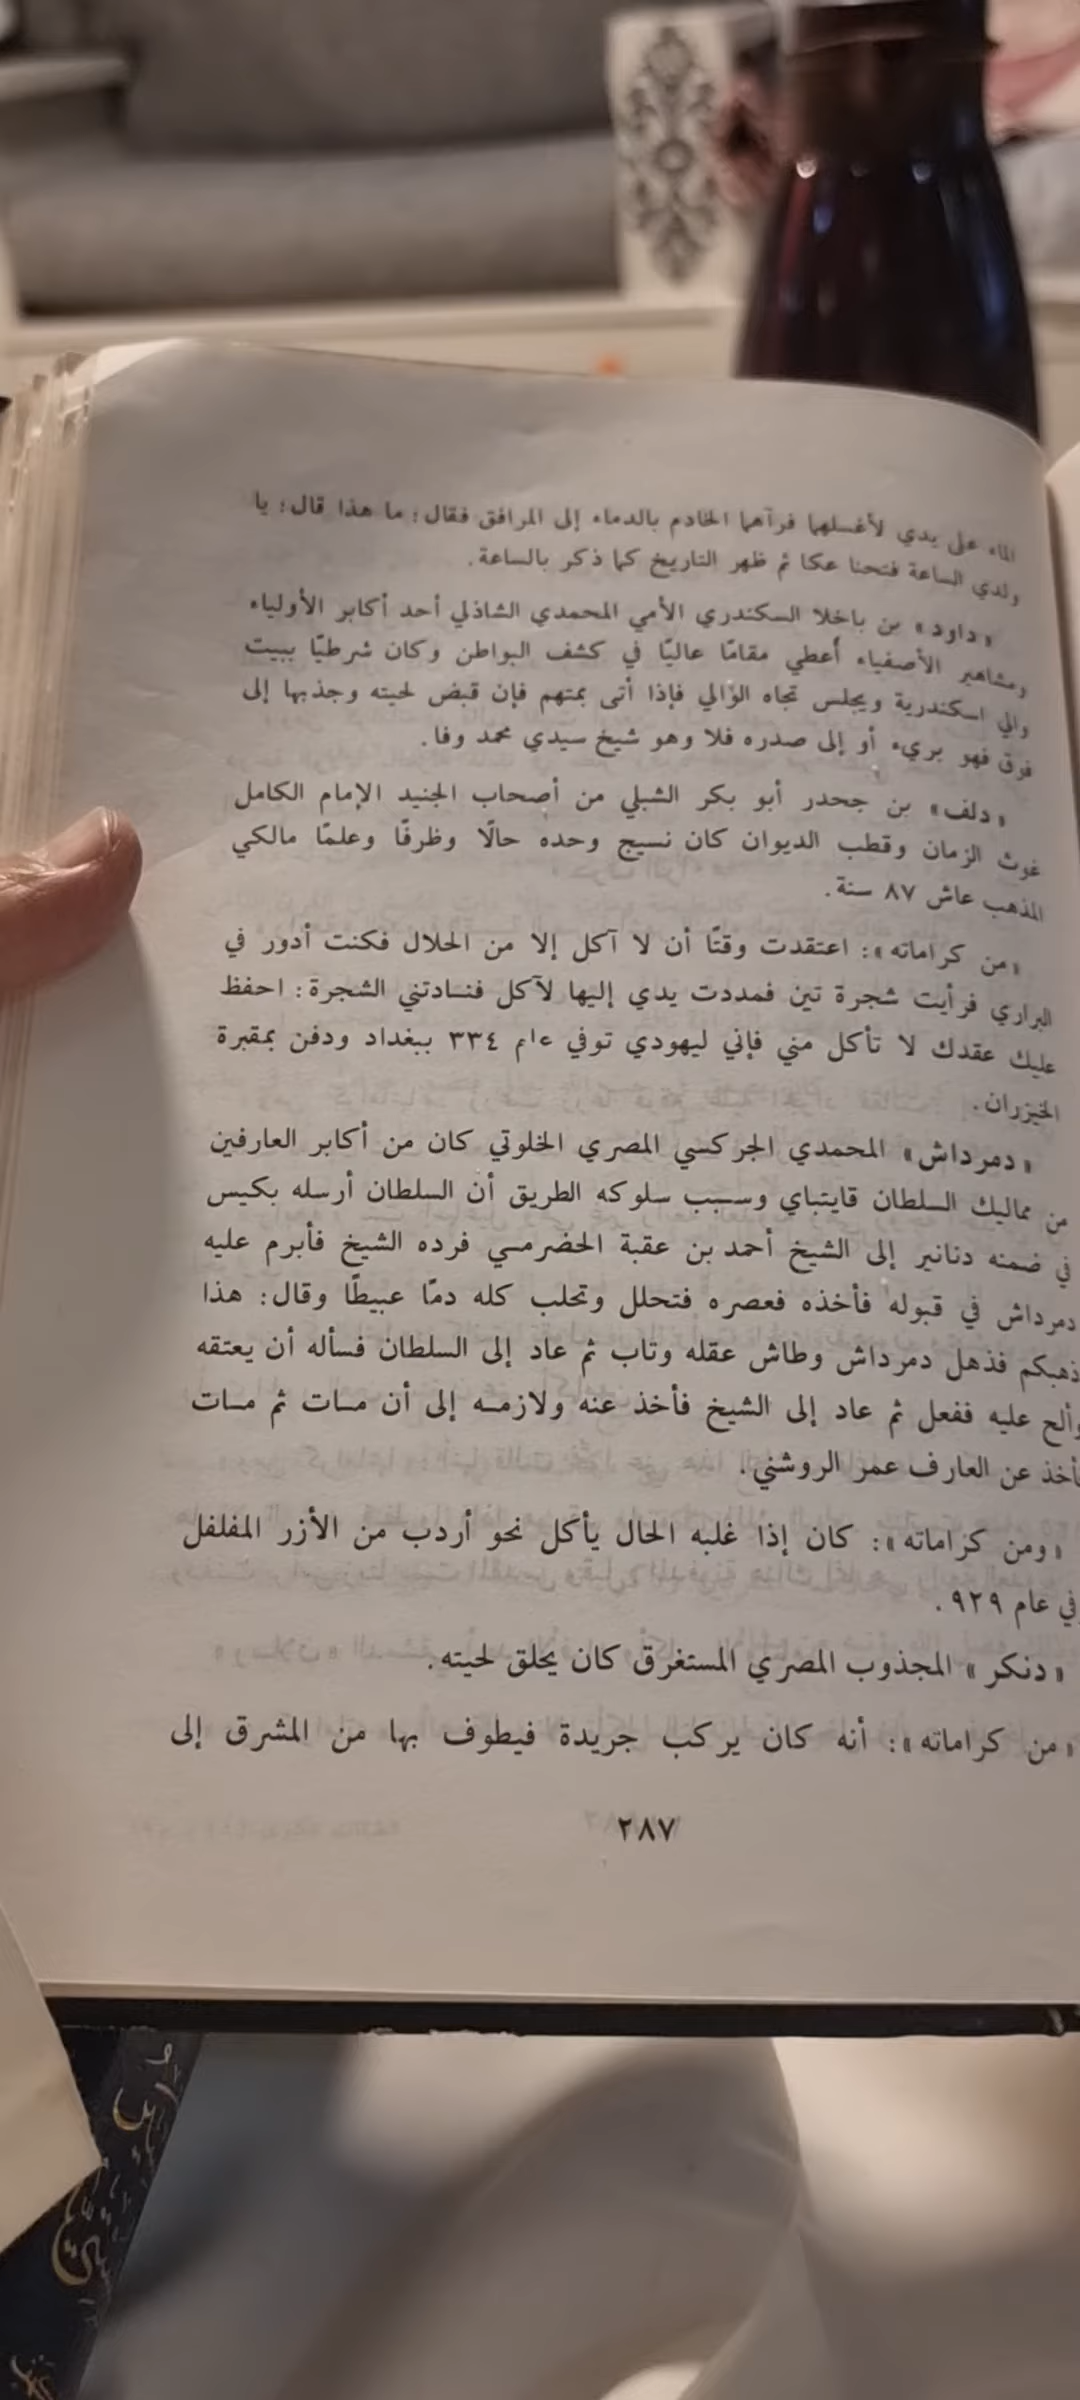 الماء على يدي لأغسلهما فرآهما الخادم بالدماء إلى المرافق فقال: ما هذا قال: يا
ولدي الساعة فتحنا عكا ثم ظهر التاريخ كما ذكر بالساعة.
«داود» بن باخلا السكندري الأمي المحمدي الشاذلي أحد أكابر الأولياء
ومشاهير الأصفياء أعطي مقامًا عاليًا في كشف البواطن وكان شرطيًا ببيت
والي اسكندرية ويجلس تجاه الوالي فإذا أتى بمتهم فإن قبض لحيته وجذبها إلى
فوق فهو بريء أو إلى صدره فلا وهو شيخ سيدي محمد وفا.
«دلف» بن جحدر أبو بكر الشبلي من أصحاب الجنيد الإمام الكامل
غوث الزمان وقطب الديوان كان نسيج وحده حالًا وظرفًا وعلمًا مالكي
المذهب عاش ٨٧ سنة.
«من كراماته»: اعتقدت وقتًا أن لا آكل إلا من الحلال فكنت أدور في
البراري فرأيت شجرة تين فمددت يدي إليها لآكل فنادتني الشجرة: احفظ
عليك عقدك لا تأكل مني فإني ليهودي توفي عام ٣٣٤ ببغداد ودفن بمقبرة
الخيزران.
«دمرداش» المحمدي الجركسي المصري الخلوتي كان من أكابر العارفين
من مماليك السلطان قايتباي وسبب سلوكه الطريق أن السلطان أرسله بكيس
في ضمنه دنانير إلى الشيخ أحمد بن عقبة الحضرمي فرده الشيخ فأبرم عليه
دمرداش في قبوله فأخذه فعصره فتحلل وتحلب كله دمًا عبيطًا وقال: هذا
ذهبكم فذهل دمرداش وطاش عقله وتاب ثم عاد إلى السلطان فسأله أن يعتقه
وألح عليه ففعل ثم عاد إلى الشيخ فأخذ عنه ولازمه إلى أن مات ثم مات
فأخذ عن العارف عمر الروشني.
«ومن كراماته»: كان إذا غلبه الحال يأكل نحو أردب من الأزر المفلفل
في عام ٩٢٩.
«دنكر» المجذوب المصري المستغرق كان يحلق لحيته.
«من كراماته»: أنه كان يركب جريدة فيطوف بها من المشرق إلى
٢٨٧